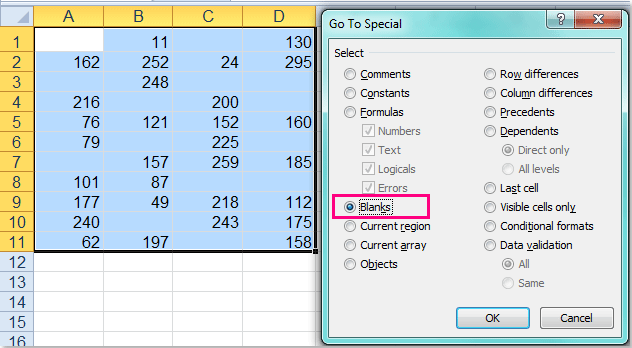 A B C D
1 11 130
2 162 252 24 295
3 248
4 216 200
5 76 121 152 160
6 79 225
7 157 259 185
8 101 87
9 177 49 218 112
10 240 243 175
11 62 197 158
12
13
14
15
16
Go To Special
Select
Comments Row differences
Constants Column differences
Formulas Precedents
Numbers Dependents
Text Direct only
Logicals All levels
Errors Last cell
Blanks Visible cells only
Current region Conditional formats
Current array Data validation
Objects All
Same
OK Cancel